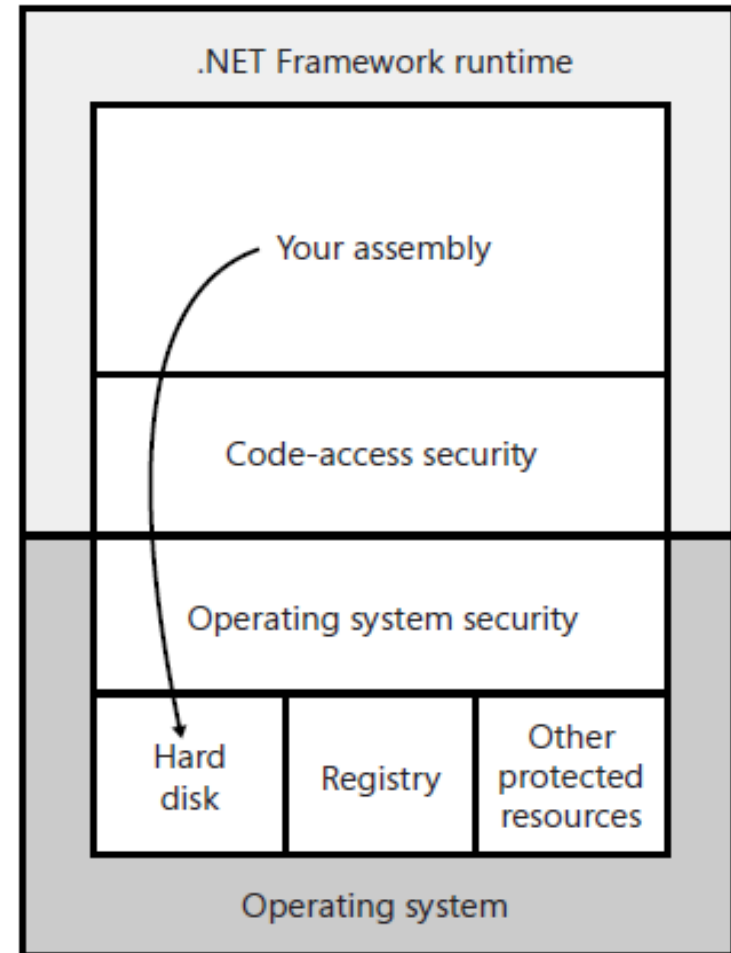 .NET Framework runtime
Your assembly
Code-access security
Operating system security
Hard
disk
Registry
Other
protected
resources
Operating system